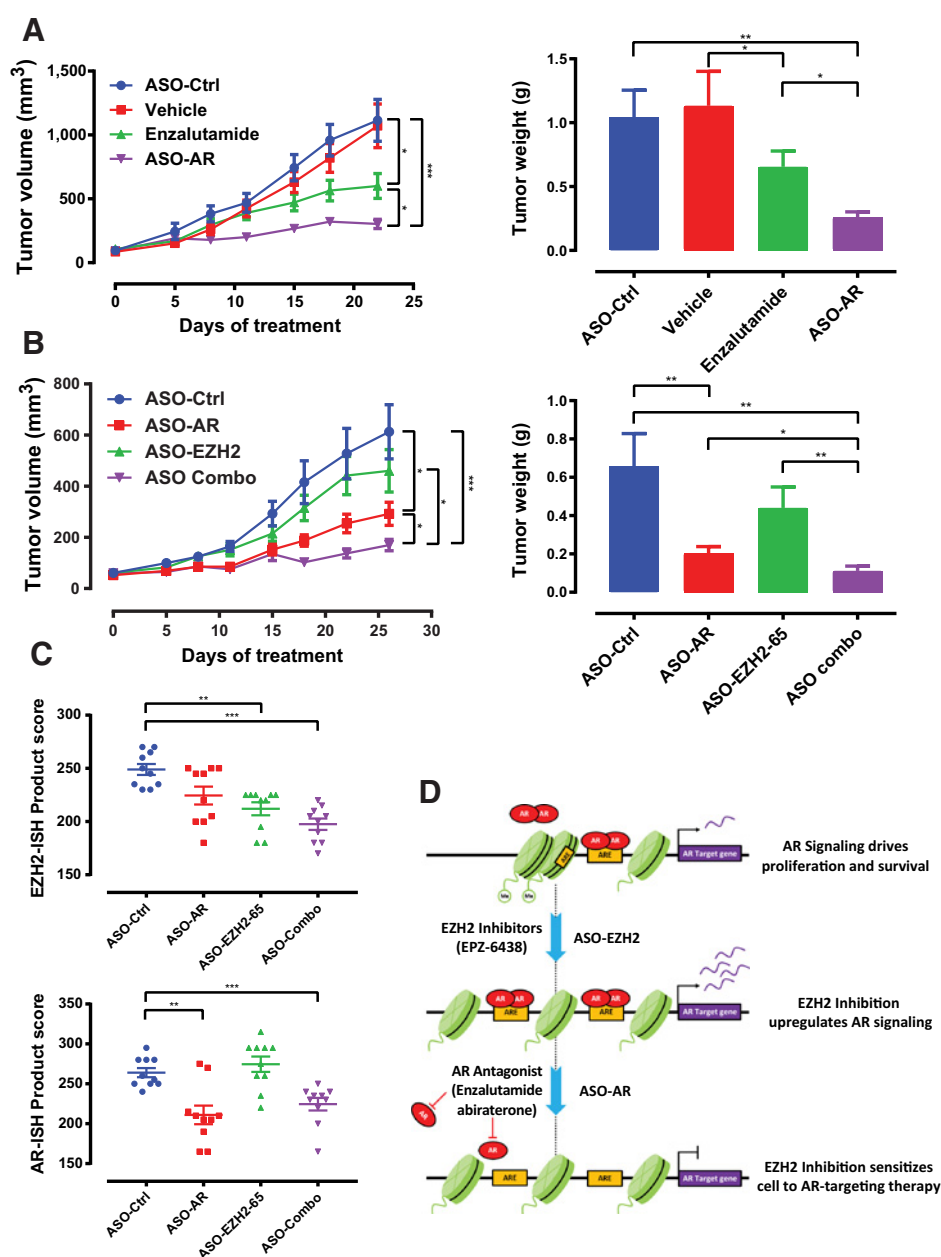 A
Tumor volume (mm3)
1,500
1,000
500
0
ASO-Ctrl
Vehicle
Enzalutamide
ASO-AR
*
***
*
0 5 10 15 20 25
Days of treatment
Tumor weight (g)
1.5
1.0
0.5
0.0
**
*
*
ASO-Ctrl
Vehicle
Enzalutamide
ASO-AR
B
Tumor volume (mm3)
800
600
400
200
0
ASO-Ctrl
ASO-AR
ASO-EZH2
ASO Combo
*
*
*
***
0 5 10 15 20 25 30
Days of treatment
Tumor weight (g)
1.0
0.8
0.6
0.4
0.2
0.0
**
**
*
**
ASO-Ctrl
ASO-AR
ASO-EZH2-65
ASO combo
C
EZH2-ISH Product score
300
250
200
150
**
***
ASO-Ctrl
ASO-AR
ASO-EZH2-65
ASO-Combo
AR-ISH Product score
350
300
250
200
150
**
***
ASO-Ctrl
ASO-AR
ASO-EZH2-65
ASO-Combo
D
AR AR
AR AR
ARE
ARE
AR Target gene
Me
Me
AR Signaling drives
proliferation and survival
EZH2 Inhibitors
(EPZ-6438)
ASO-EZH2
AR AR
AR AR
ARE
ARE
AR Target gene
EZH2 Inhibition
upregulates AR signaling
AR Antagonist
(Enzalutamide
abiraterone)
ASO-AR
AR
AR
ARE
ARE
AR Target gene
EZH2 Inhibition sensitizes
cell to AR-targeting therapy